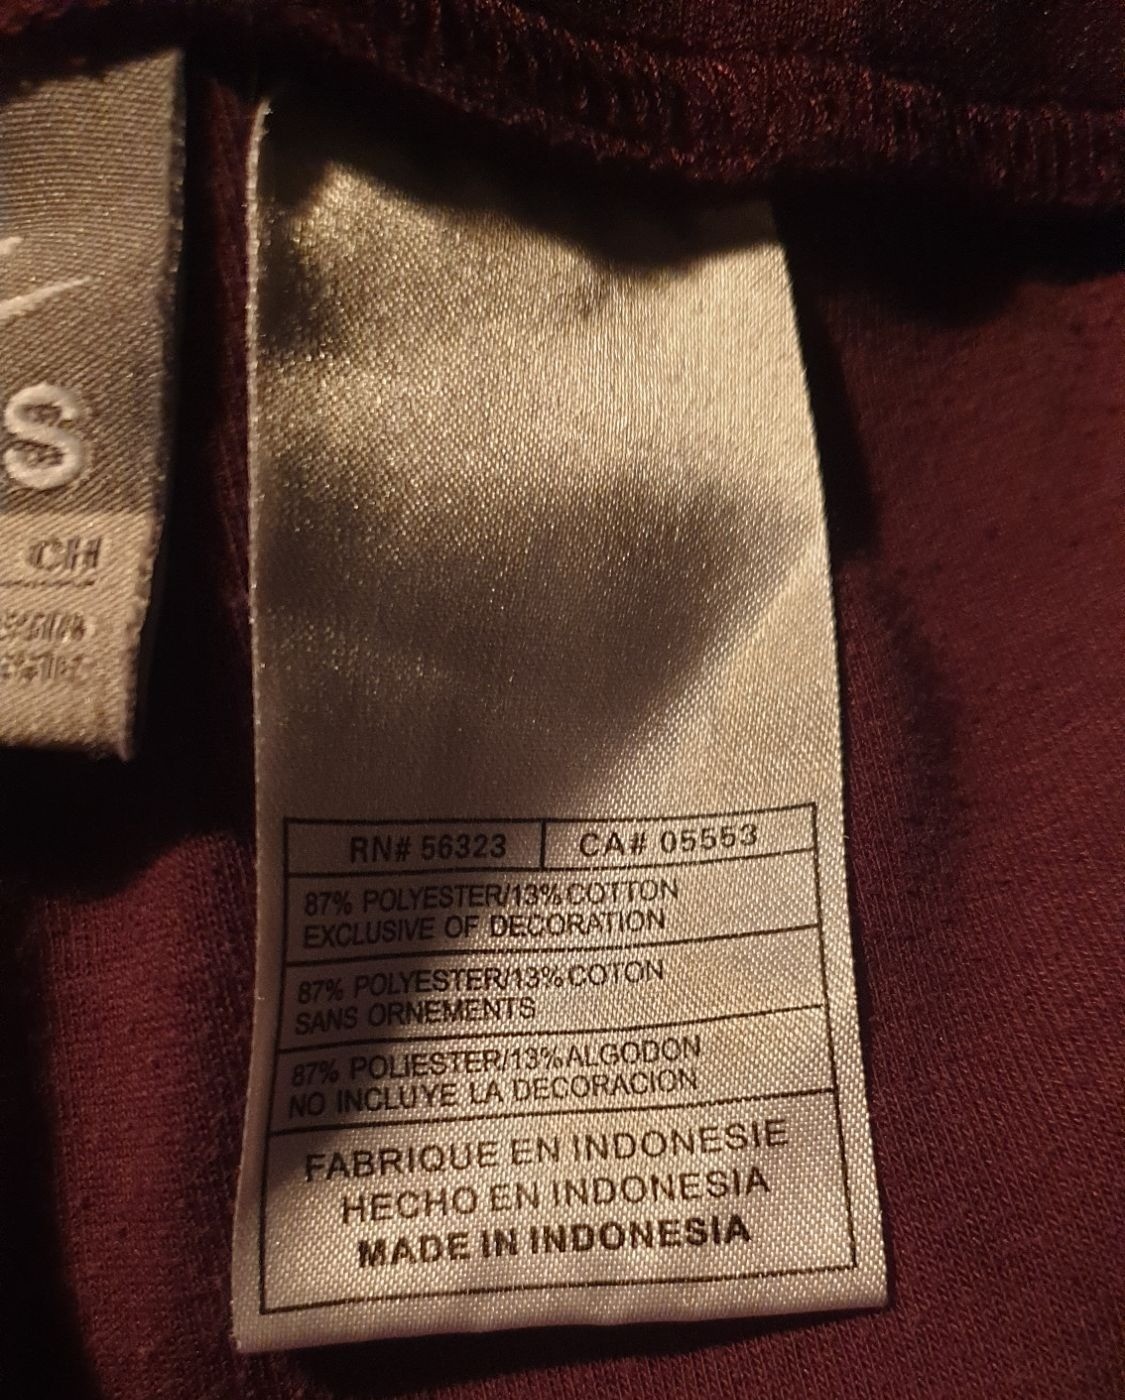 S
CH
RN# 56323 CA# 05553
87% POLYESTER/13%COTTON
EXCLUSIVE OF DECORATION
87% POLYESTER/13%COTON
SANS ORNEMENTS
87% POLIESTER/13%ALGODON
NO INCLUYE LA DECORACION
FABRIQUE EN INDONESIE
HECHO EN INDONESIA
MADE IN INDONESIA